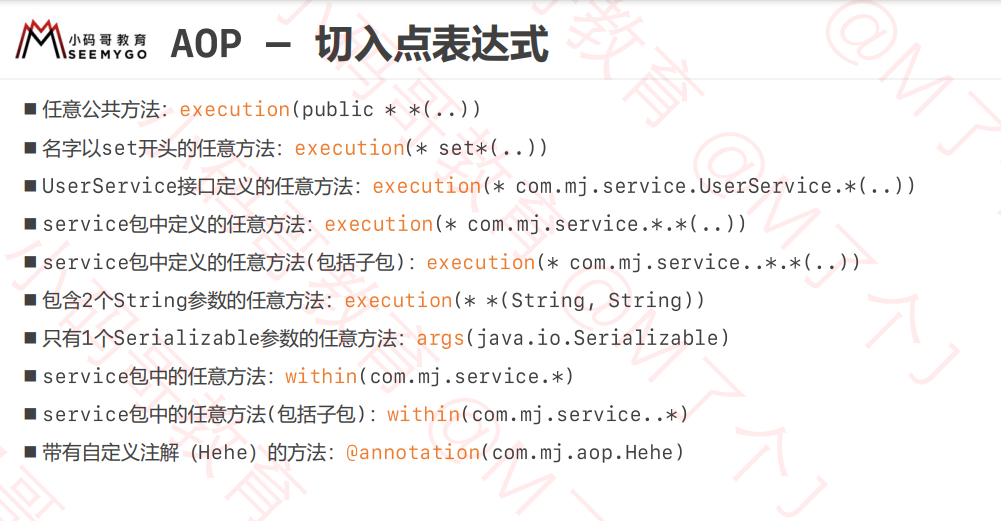 小码哥教育
SEEMYGO
AOP – 切入点表达式
■ 任意公共方法：execution(public * *(..))
■ 名字以set开头的任意方法：execution(* set*(..))
■ UserService接口定义的任意方法：execution(* com.mj.service.UserService.*(..))
■ service包中定义的任意方法：execution(* com.mj.service.*.*(..))
■ service包中定义的任意方法(包括子包)：execution(* com.mj.service..*.*(..))
■ 包含2个String参数的任意方法：execution(* *(String, String))
■ 只有1个Serializable参数的任意方法：args(java.io.Serializable)
■ service包中的任意方法：within(com.mj.service.*)
■ service包中的任意方法(包括子包)：within(com.mj.service..*)
■ 带有自定义注解（Hehe）的方法：@annotation(com.mj.aop.Hehe)
小码哥教育 @M了个J